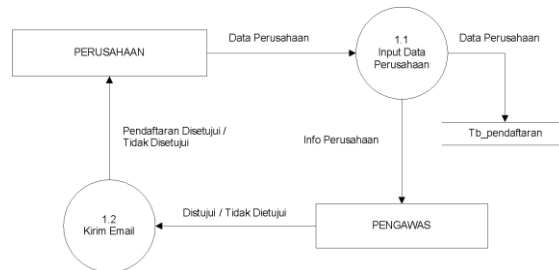 PERUSAHAAN
Data Perusahaan
1.1
Input Data
Perusahaan
Data Perusahaan
Tb_pendaftaran
Pendaftaran Disetujui /
Tidak Disetujui
Info Perusahaan
1.2
Kirim Email
Distujui / Tidak Dietujui
PENGAWAS